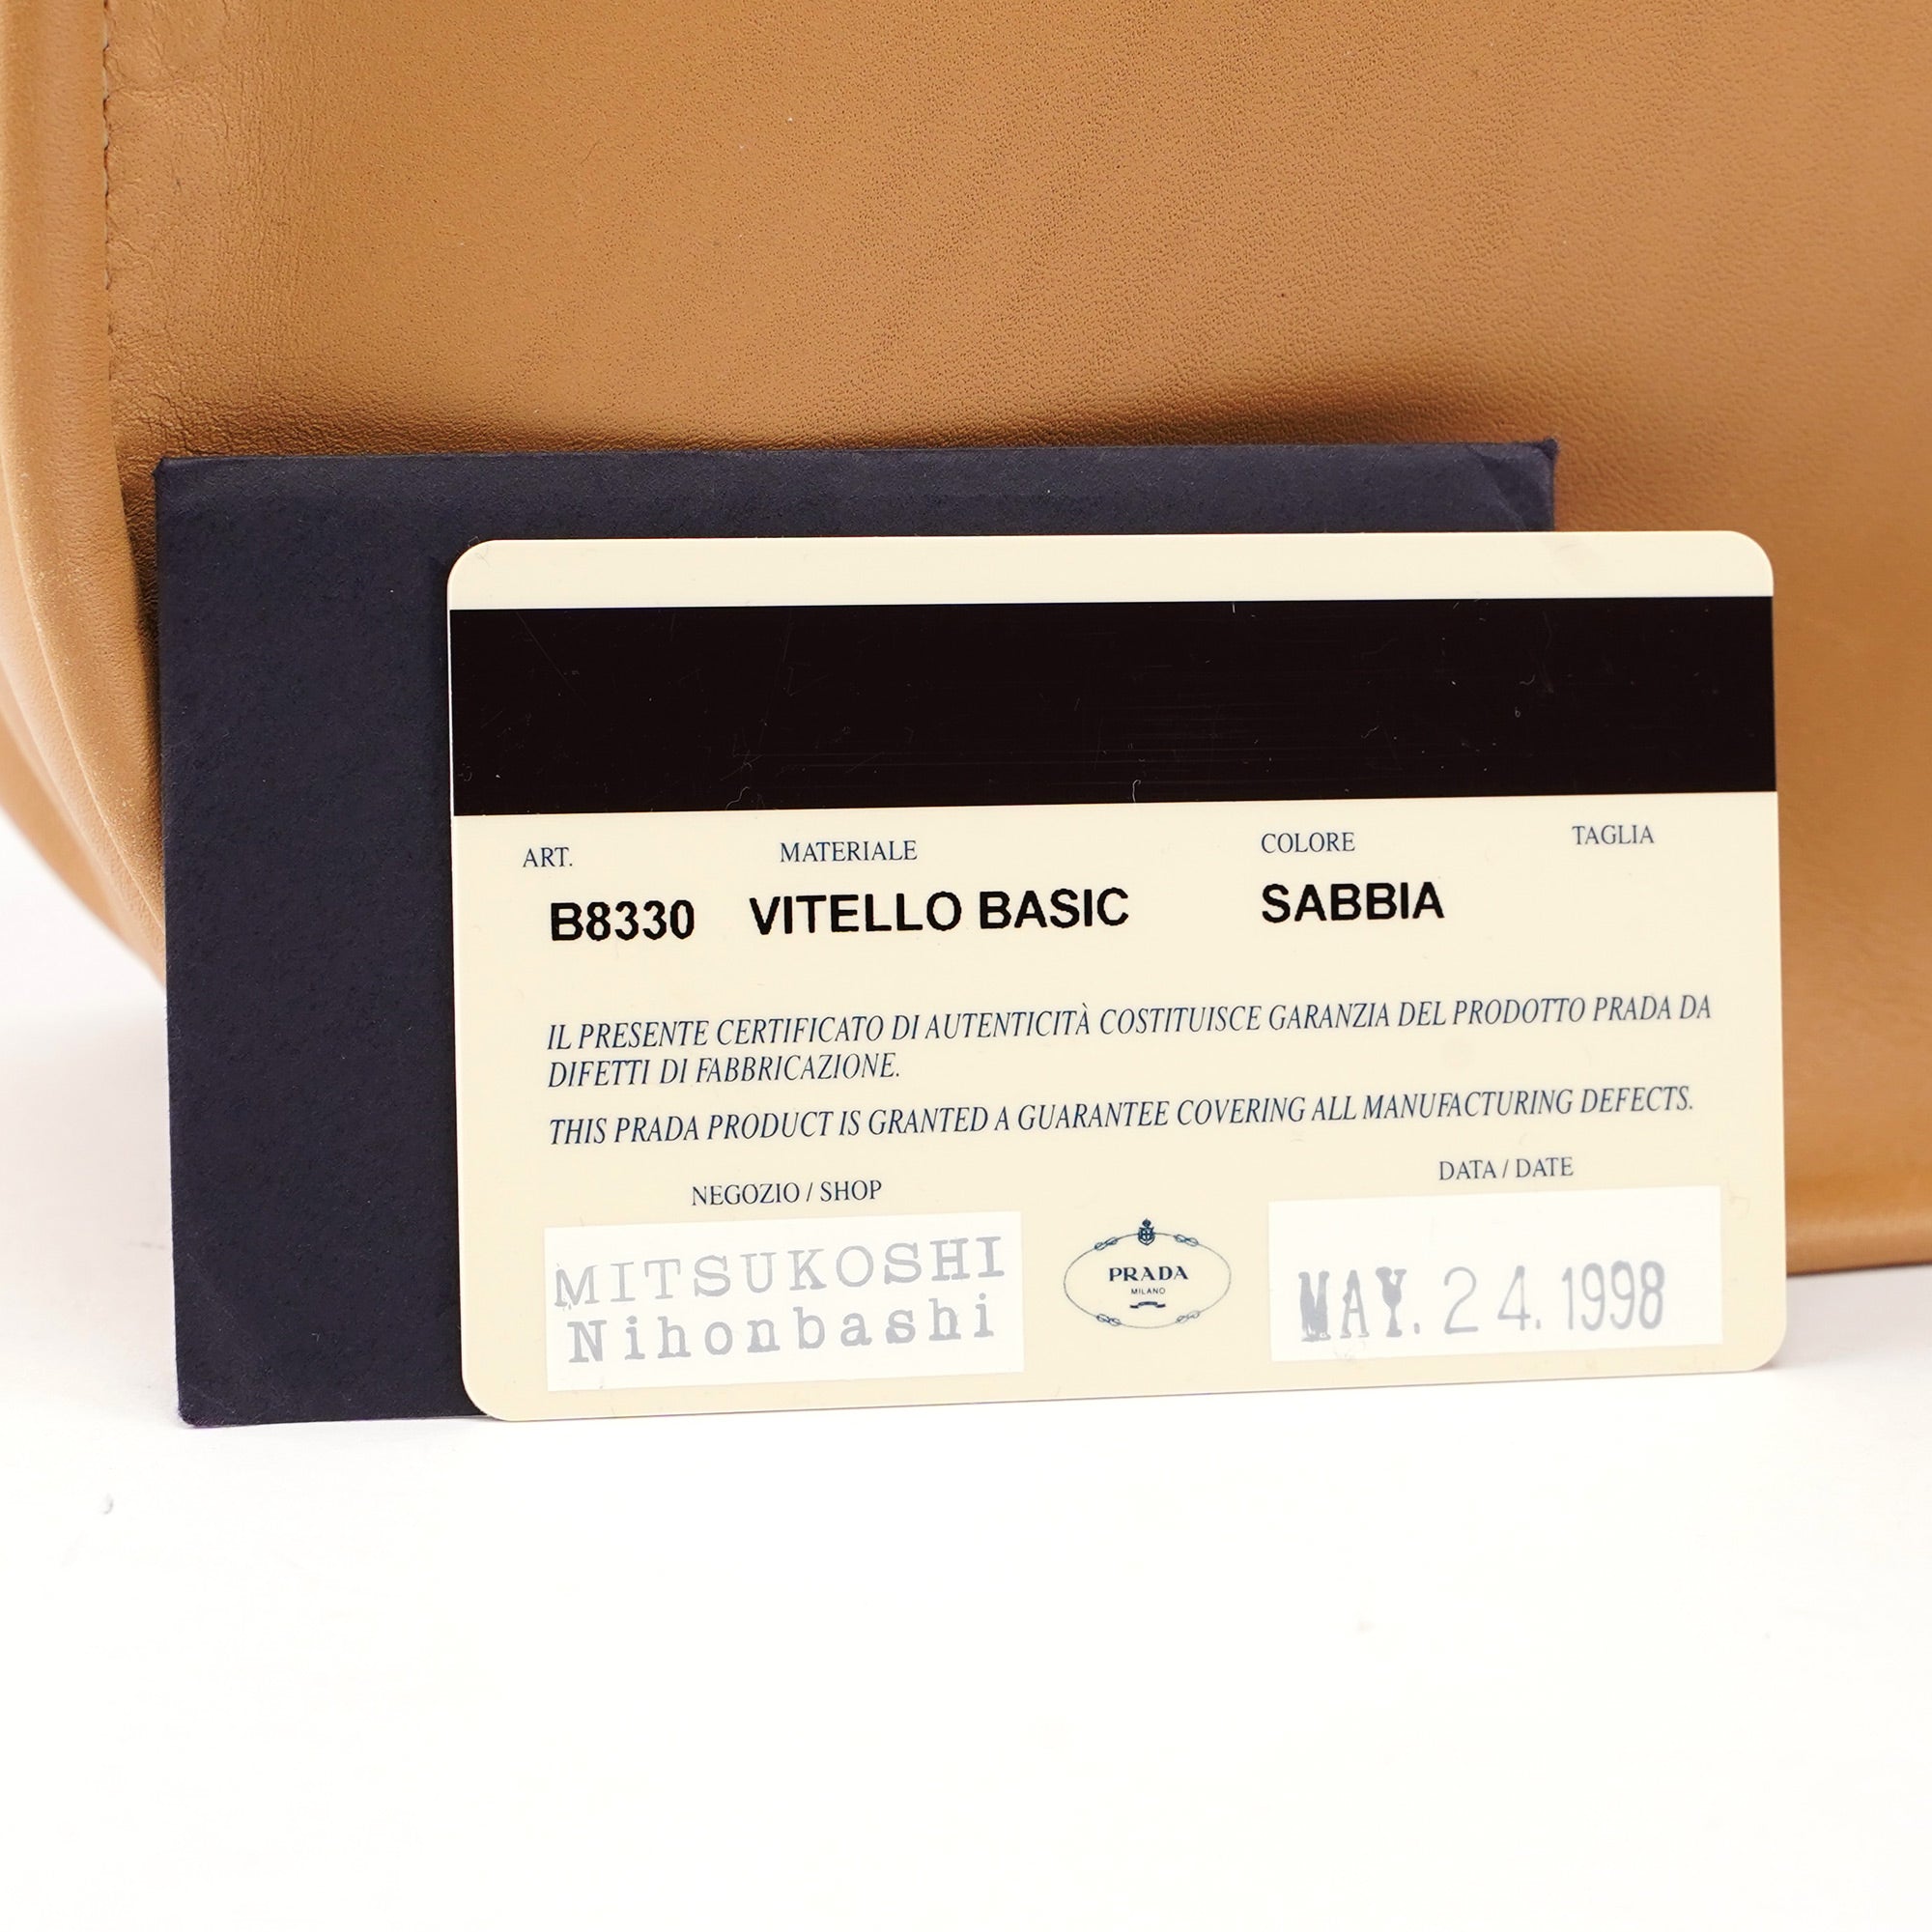 ART. MATERIALE COLORE TAGLIA
B8330 VITELLO BASIC SABBIA
IL PRESENTE CERTIFICATO DI AUTENTICITÀ COSTITUISCE GARANZIA DEL PRODOTTO PRADA DA
DIFETTI DI FABBRICAZIONE.
THIS PRADA PRODUCT IS GRANTED A GUARANTEE COVERING ALL MANUFACTURING DEFECTS.
NEGOZIO / SHOP
MITSUKOSHI
Nihonbashi
PRADA
MILANO
DATA / DATE
MAY. 24. 1998